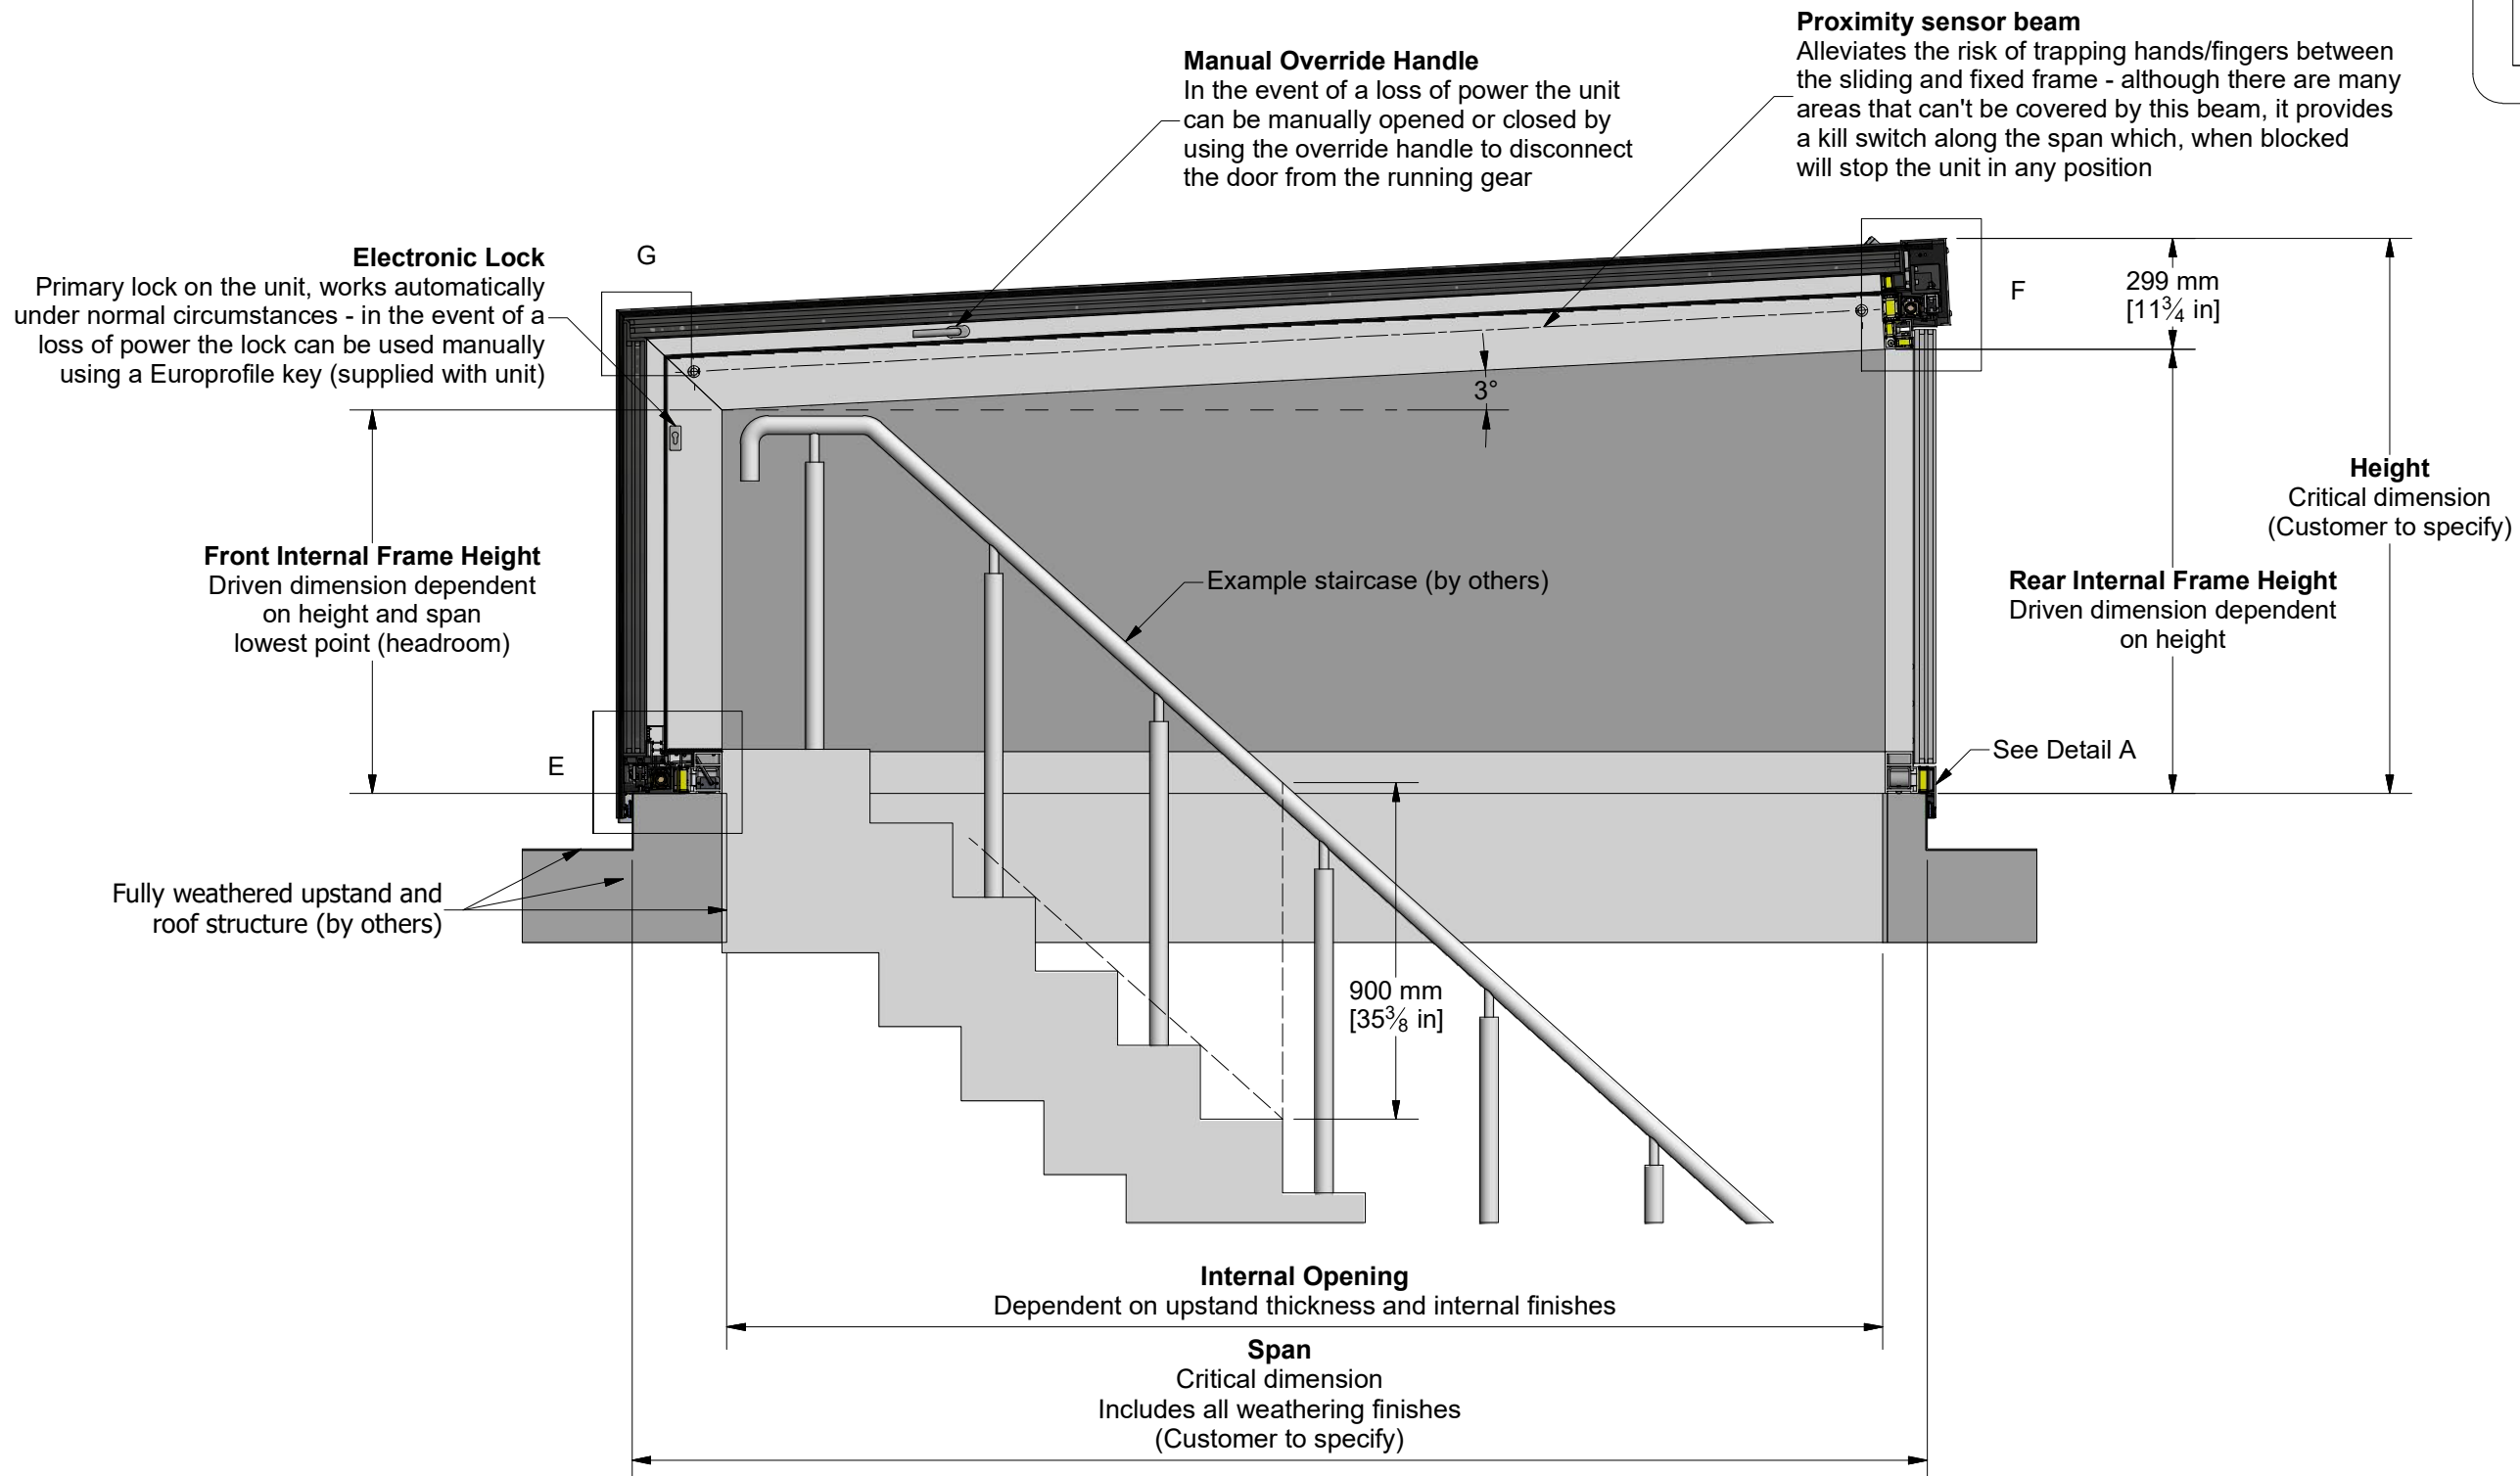 Proximity sensor beam
Alleviates the risk of trapping hands/fingers between
the sliding and fixed frame - although there are many
areas that can't be covered by this beam, it provides
a kill switch along the span which, when blocked
will stop the unit in any position
Manual Override Handle
In the event of a loss of power the unit
can be manually opened or closed by
using the override handle to disconnect
the door from the running gear
Electronic Lock
Primary lock on the unit, works automatically
under normal circumstances - in the event of a
loss of power the lock can be used manually
using a Europrofile key (supplied with unit)
G
F
299 mm
[11¾ in]
3°
Height
Critical dimension
(Customer to specify)
Front Internal Frame Height
Driven dimension dependent
on height and span
lowest point (headroom)
Example staircase (by others)
Rear Internal Frame Height
Driven dimension dependent
on height
E
See Detail A
Fully weathered upstand and
roof structure (by others)
900 mm
[35⅜ in]
Internal Opening
Dependent on upstand thickness and internal finishes
Span
Critical dimension
Includes all weathering finishes
(Customer to specify)